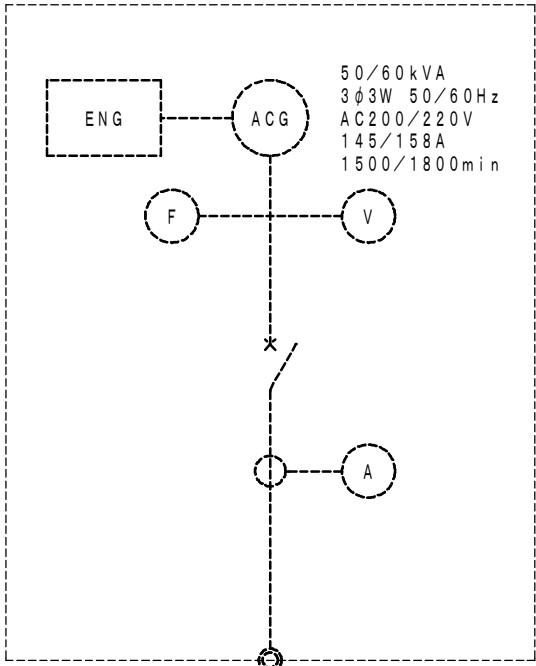 ENG
ACG
50/60kVA
3φ3W 50/60Hz
AC200/220V
145/158A
1500/1800min
F
V
A